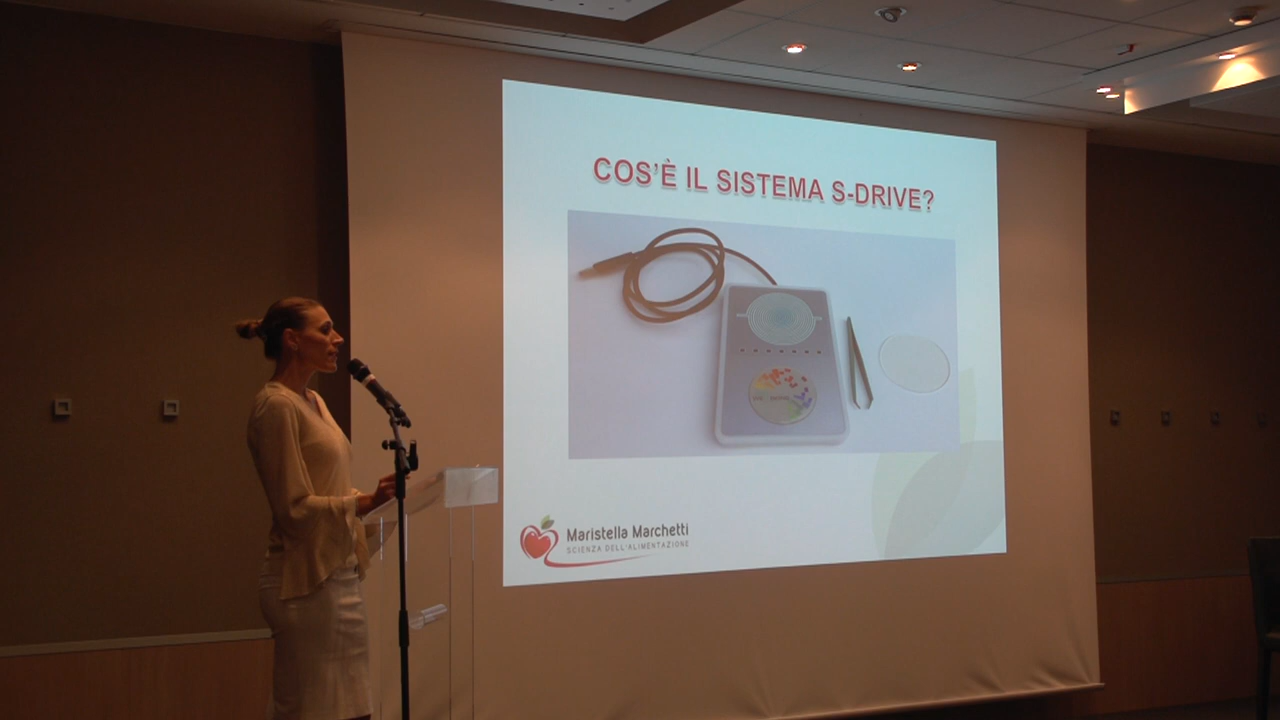 COS'È IL SISTEMA S-DRIVE?
Maristella Marchetti
SCIENZA DELL'ALIMENTAZIONE